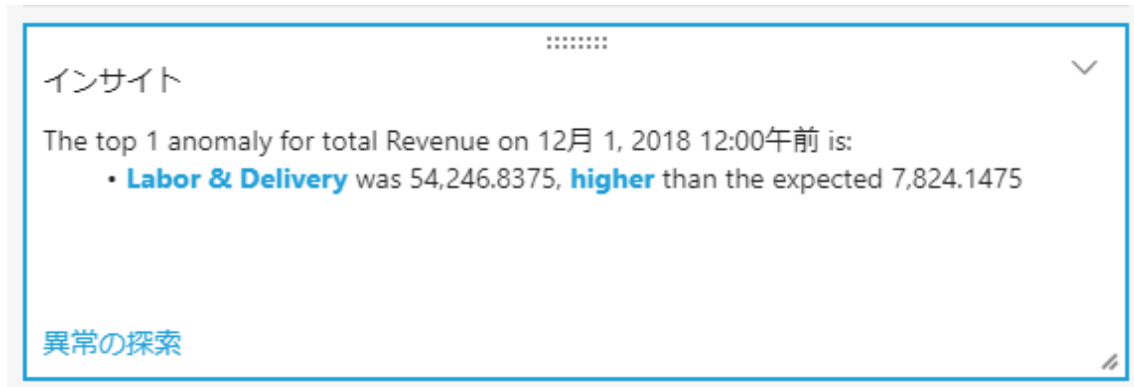 インサイト
The top 1 anomaly for total Revenue on 12月 1, 2018 12:00午前 is:
• Labor & Delivery was 54,246.8375, higher than the expected 7,824.1475
異常の探索